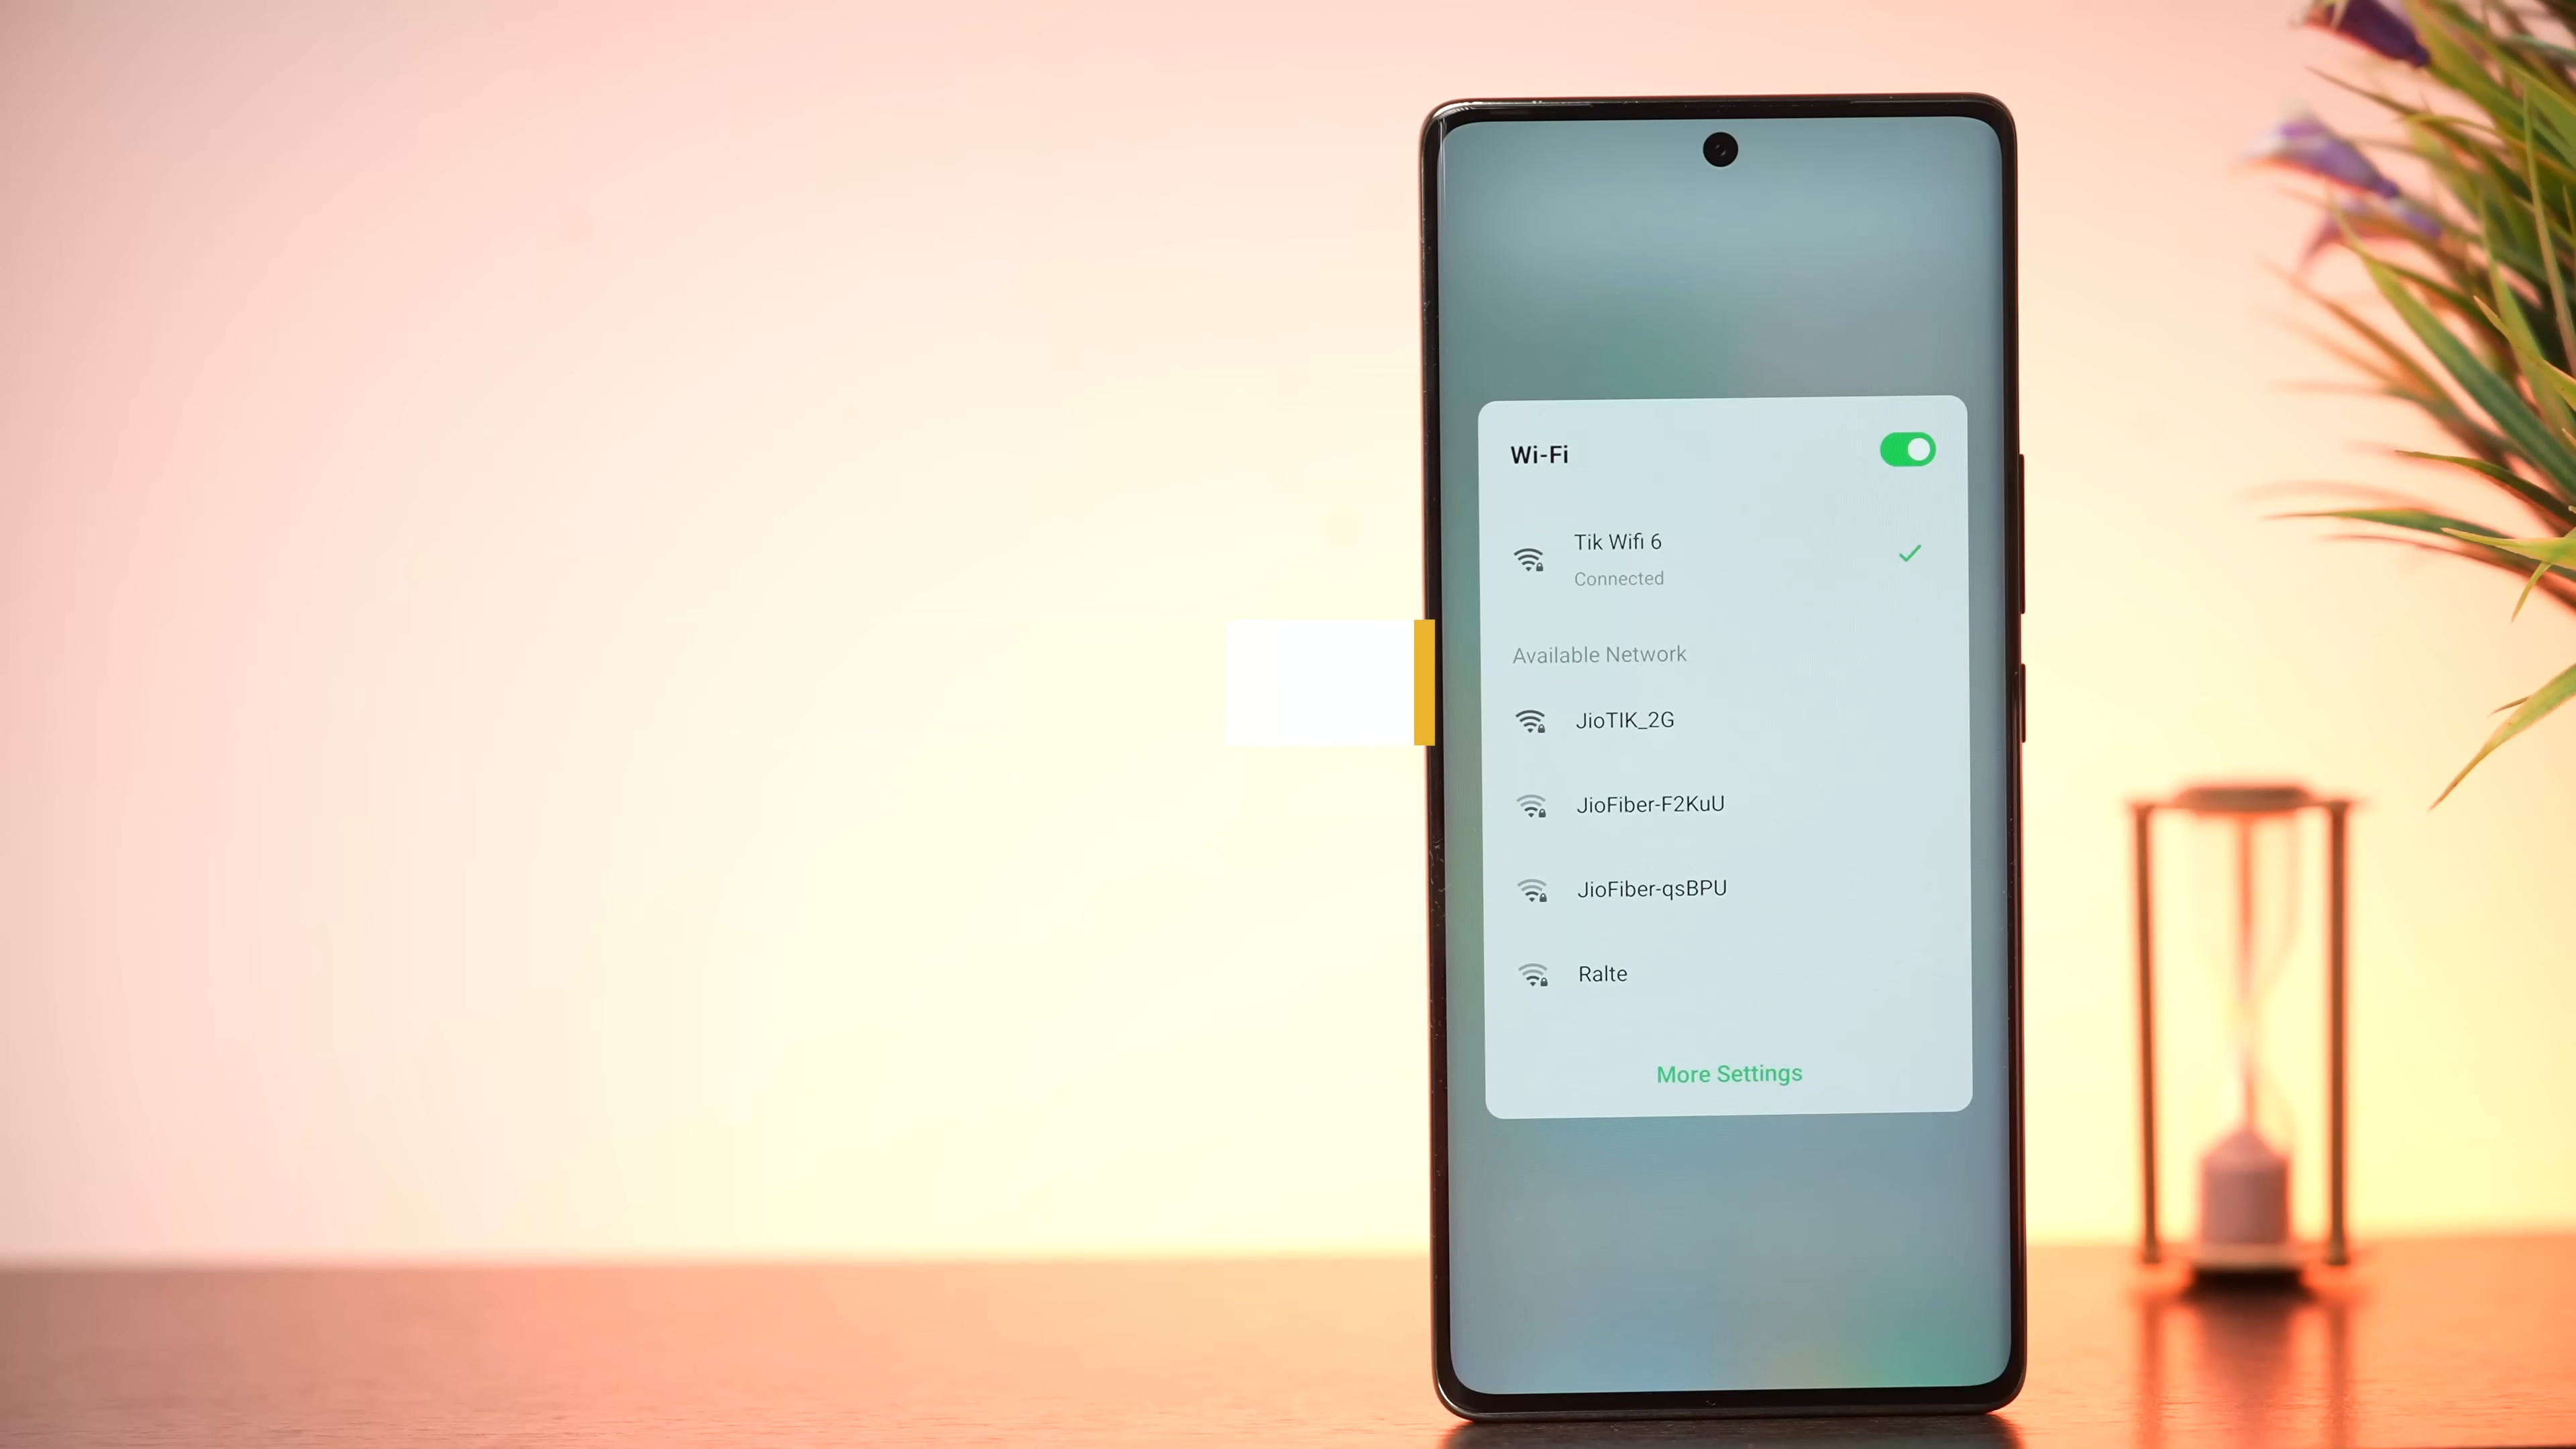 Wi-Fi
Tik Wifi 6
Connected
Available Network
JioTIK_2G
JioFiber-F2KuU
JioFiber-qsBPU
Ralte
More Settings